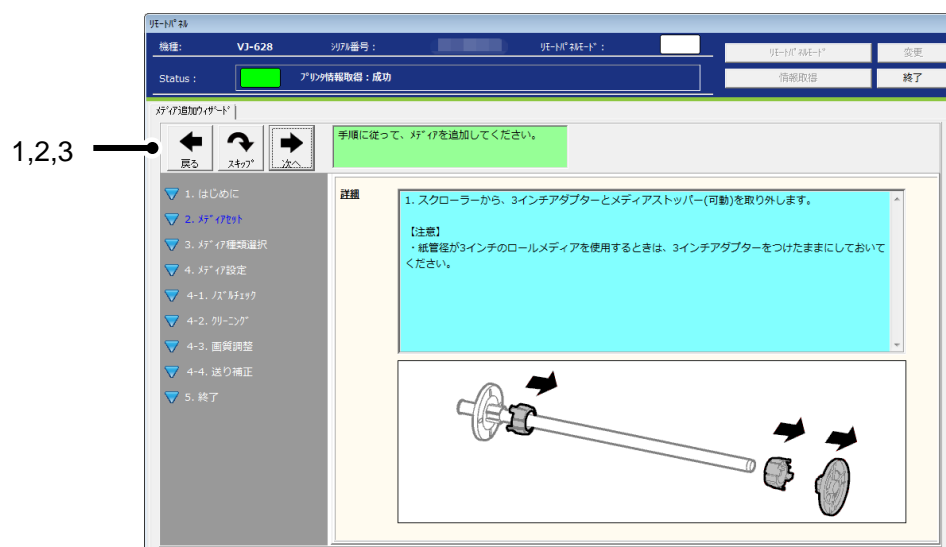 リモートパネル
機種: VJ-628 シリアル番号: リモートパネルモード: リモートパネルモード 変更
Status: プリンタ情報取得:成功 情報取得 終了
メディア追加ウィザード
1,2,3
戻る スキップ 次へ
手順に従って、メディアを追加してください。
1. はじめに
2. メディアセット
3. メディア種類選択
4. メディア設定
4-1. ノズルチェック
4-2. クリーニング
4-3. 画質調整
4-4. 送り補正
5. 終了
詳細
1. スクローラーから、3インチアダプターとメディアストッパー(可動)を取り外します。
【注意】
・紙管径が3インチのロールメディアを使用するときは、3インチアダプターをつけたままにしておいて
ください。